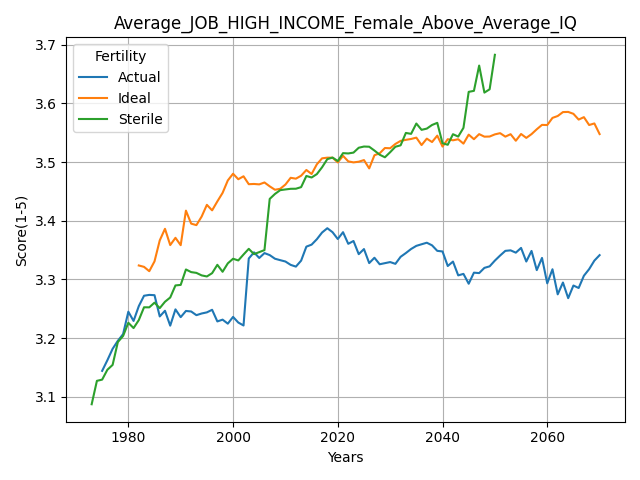 Average_JOB_HIGH_INCOME_Female_Above_Average_IQ
Fertility
Actual
Ideal
Sterile
Score(1-5)
3.7
3.6
3.5
3.4
3.3
3.2
3.1
1980 2000 2020 2040 2060
Years